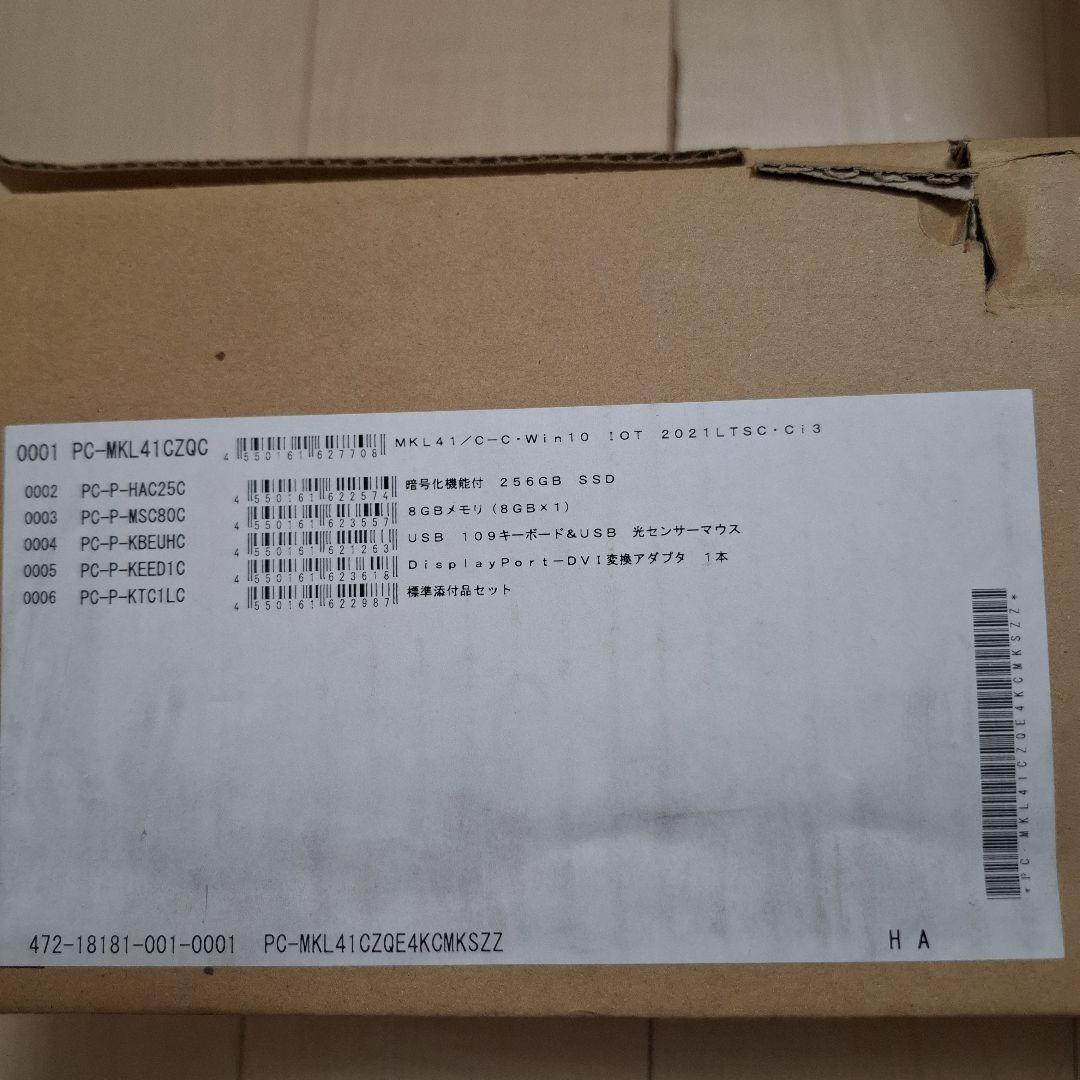 0001 PC-MKL41CZQC 4 550161 627708 MKL41/C-C・Win10 IOT 2021LTSC・Ci3
0002 PC-P-HAC25C 4 550161 622574 暗号化機能付 256GB SSD
0003 PC-P-MSC80C 4 550161 623557 8GBメモリ(8GB×1)
0004 PC-P-KBEUHC 4 550161 621263 USB 109キーボード&USB 光センサーマウス
0005 PC-P-KEED1C 4 550161 623618 DisplayPort-DVI変換アダプタ 1本
0006 PC-P-KTC1LC 4 550161 622987 標準添付品セット
*PC-MKL41CZQE4KCMKSZZ*
472-18181-001-0001 PC-MKL41CZQE4KCMKSZZ HA